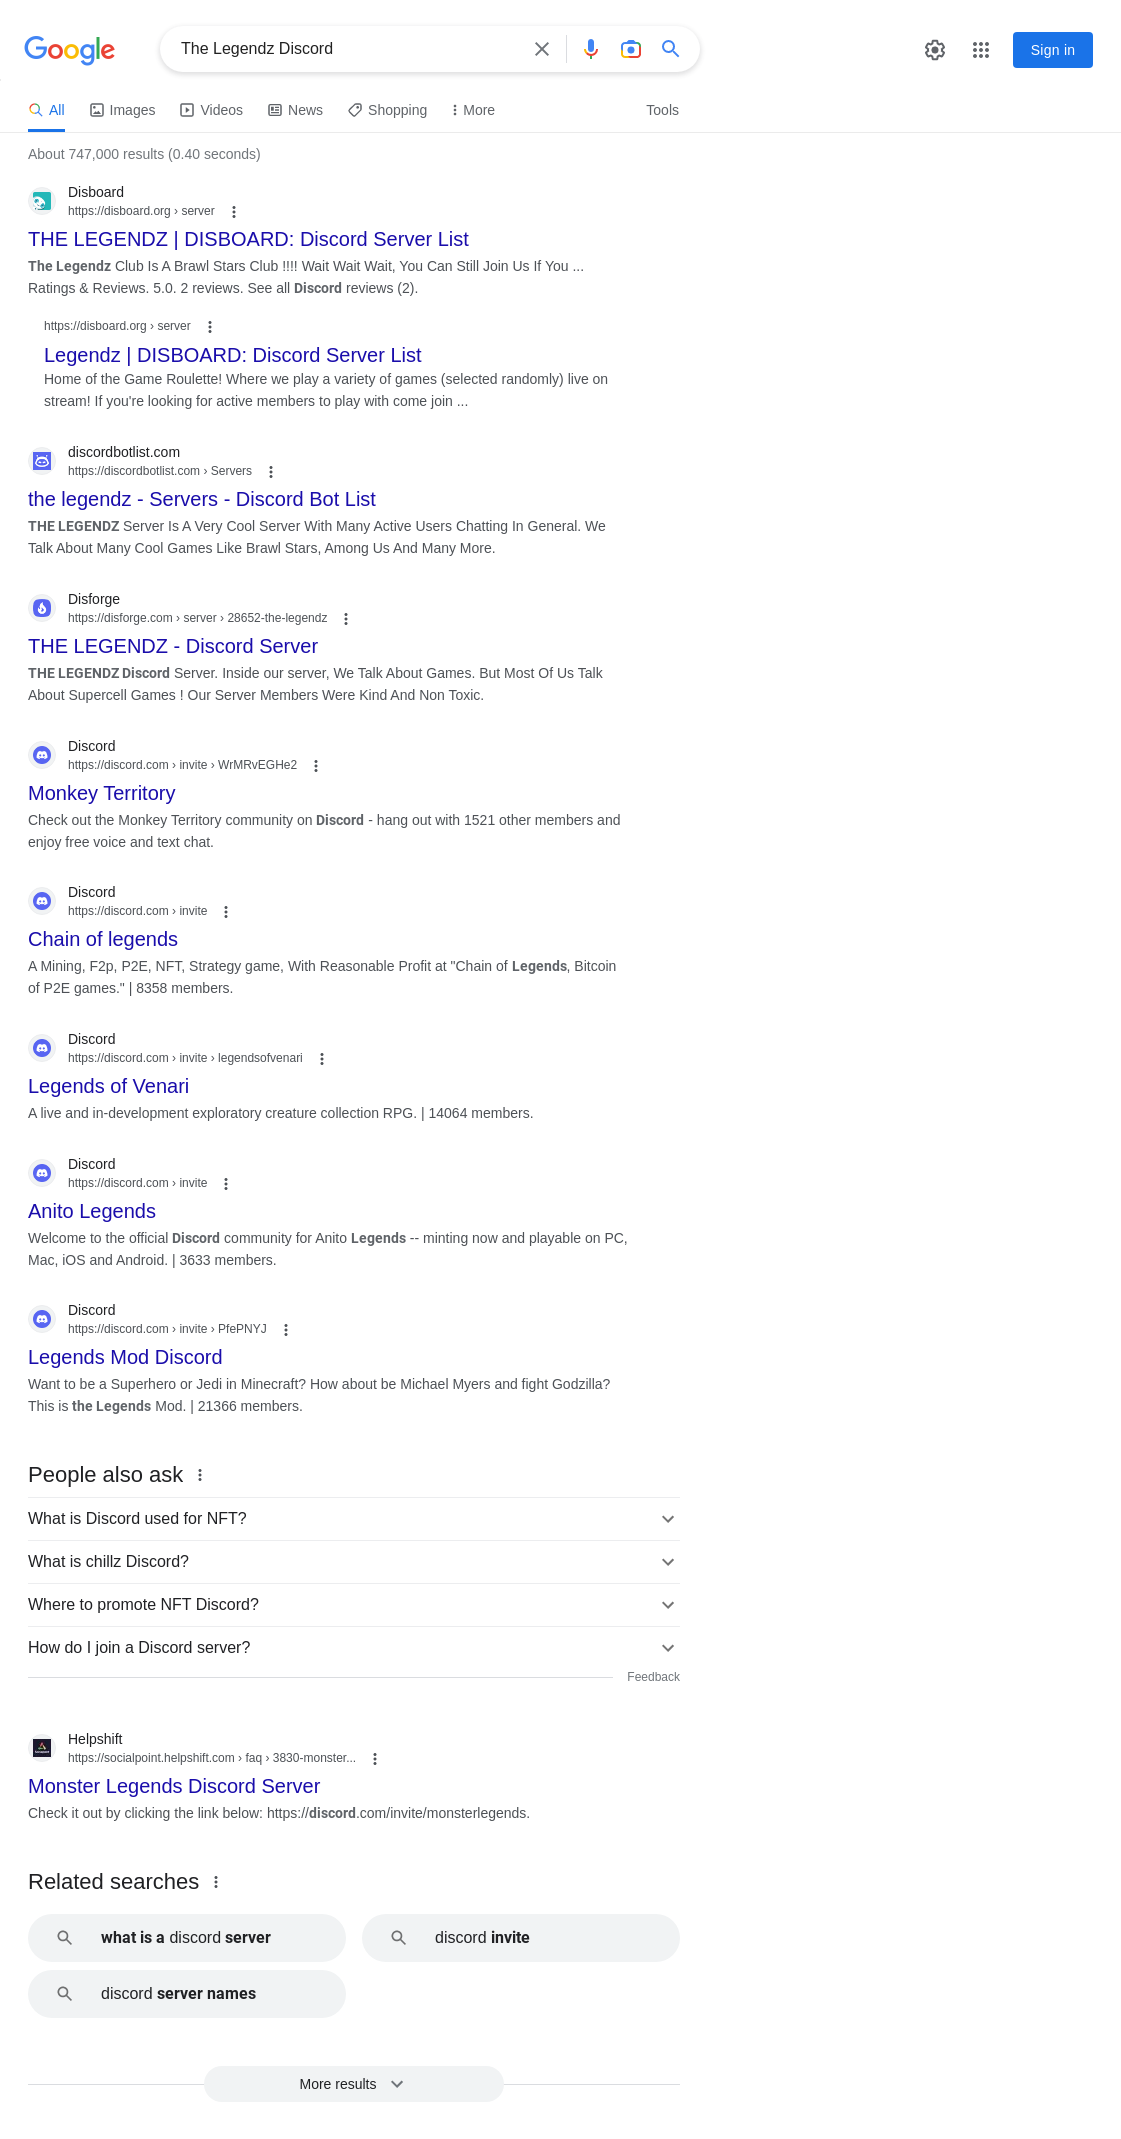 Google
The Legendz Discord
Sign in
All
Images
Videos
News
Shopping
More
Tools
About 747,000 results (0.40 seconds)
Disboard
https://disboard.org › server
THE LEGENDZ | DISBOARD: Discord Server List
The Legendz Club Is A Brawl Stars Club !!!! Wait Wait Wait, You Can Still Join Us If You ...
Ratings & Reviews. 5.0. 2 reviews. See all Discord reviews (2).
https://disboard.org › server
Legendz | DISBOARD: Discord Server List
Home of the Game Roulette! Where we play a variety of games (selected randomly) live on
stream! If you're looking for active members to play with come join ...
discordbotlist.com
https://discordbotlist.com › Servers
the legendz - Servers - Discord Bot List
THE LEGENDZ Server Is A Very Cool Server With Many Active Users Chatting In General. We
Talk About Many Cool Games Like Brawl Stars, Among Us And Many More.
Disforge
https://disforge.com › server › 28652-the-legendz
THE LEGENDZ - Discord Server
THE LEGENDZ Discord Server. Inside our server, We Talk About Games. But Most Of Us Talk
About Supercell Games ! Our Server Members Were Kind And Non Toxic.
Discord
https://discord.com › invite › WrMRvEGHe2
Monkey Territory
Check out the Monkey Territory community on Discord - hang out with 1521 other members and
enjoy free voice and text chat.
Discord
https://discord.com › invite
Chain of legends
A Mining, F2p, P2E, NFT, Strategy game, With Reasonable Profit at "Chain of Legends, Bitcoin
of P2E games." | 8358 members.
Discord
https://discord.com › invite › legendsofvenari
Legends of Venari
A live and in-development exploratory creature collection RPG. | 14064 members.
Discord
https://discord.com › invite
Anito Legends
Welcome to the official Discord community for Anito Legends -- minting now and playable on PC,
Mac, iOS and Android. | 3633 members.
Discord
https://discord.com › invite › PfePNYJ
Legends Mod Discord
Want to be a Superhero or Jedi in Minecraft? How about be Michael Myers and fight Godzilla?
This is the Legends Mod. | 21366 members.
People also ask
What is Discord used for NFT?
What is chillz Discord?
Where to promote NFT Discord?
How do I join a Discord server?
Feedback
Helpshift
https://socialpoint.helpshift.com › faq › 3830-monster...
Monster Legends Discord Server
Check it out by clicking the link below: https://discord.com/invite/monsterlegends.
Related searches
what is a discord server
discord invite
discord server names
More results